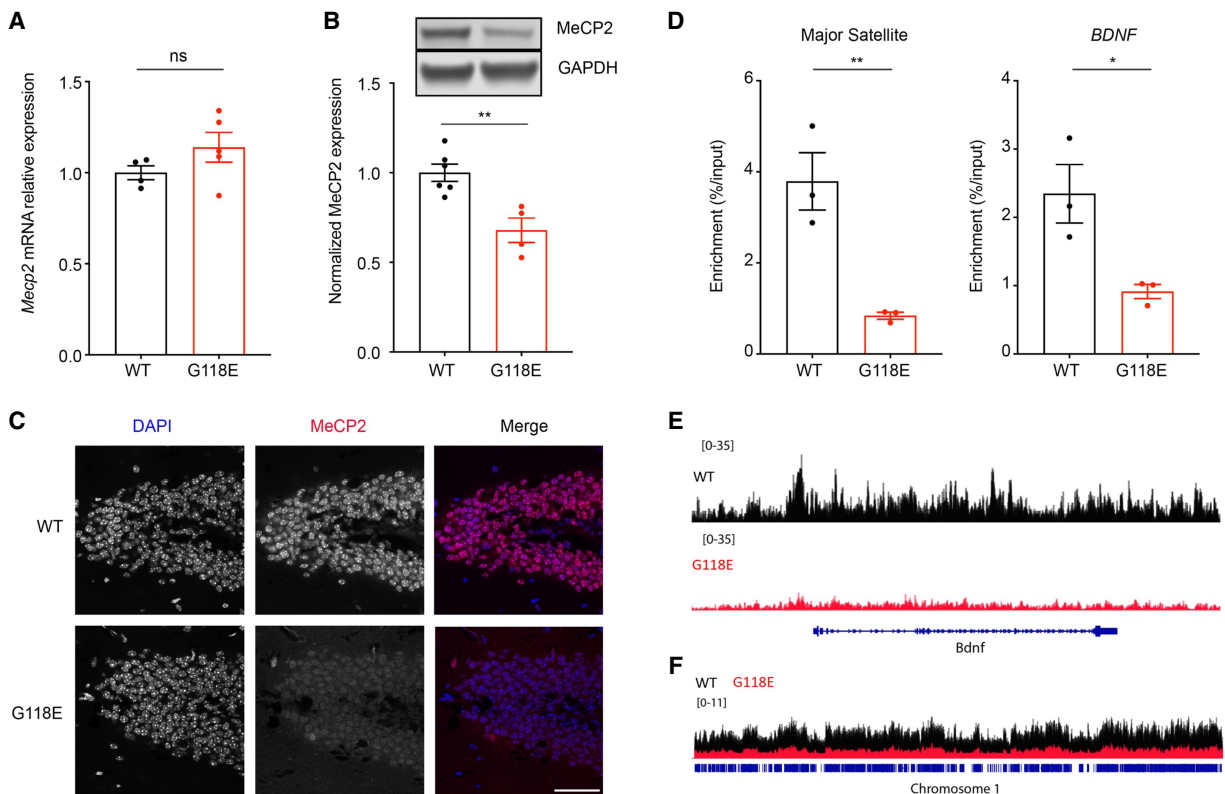 A
ns
Mecp2 mRNA relative expression
1.5
1.0
0.5
0.0
WT
G118E
B
MeCP2
GAPDH
**
Normalized MeCP2 expression
1.5
1.0
0.5
0.0
WT
G118E
D
Major Satellite
**
Enrichment (%/input)
6
4
2
0
WT
G118E
BDNF
*
Enrichment (%/input)
4
3
2
1
0
WT
G118E
C
DAPI
MeCP2
Merge
WT
G118E
E
[0-35]
WT
[0-35]
G118E
Bdnf
F
WT G118E
[0-11]
Chromosome 1